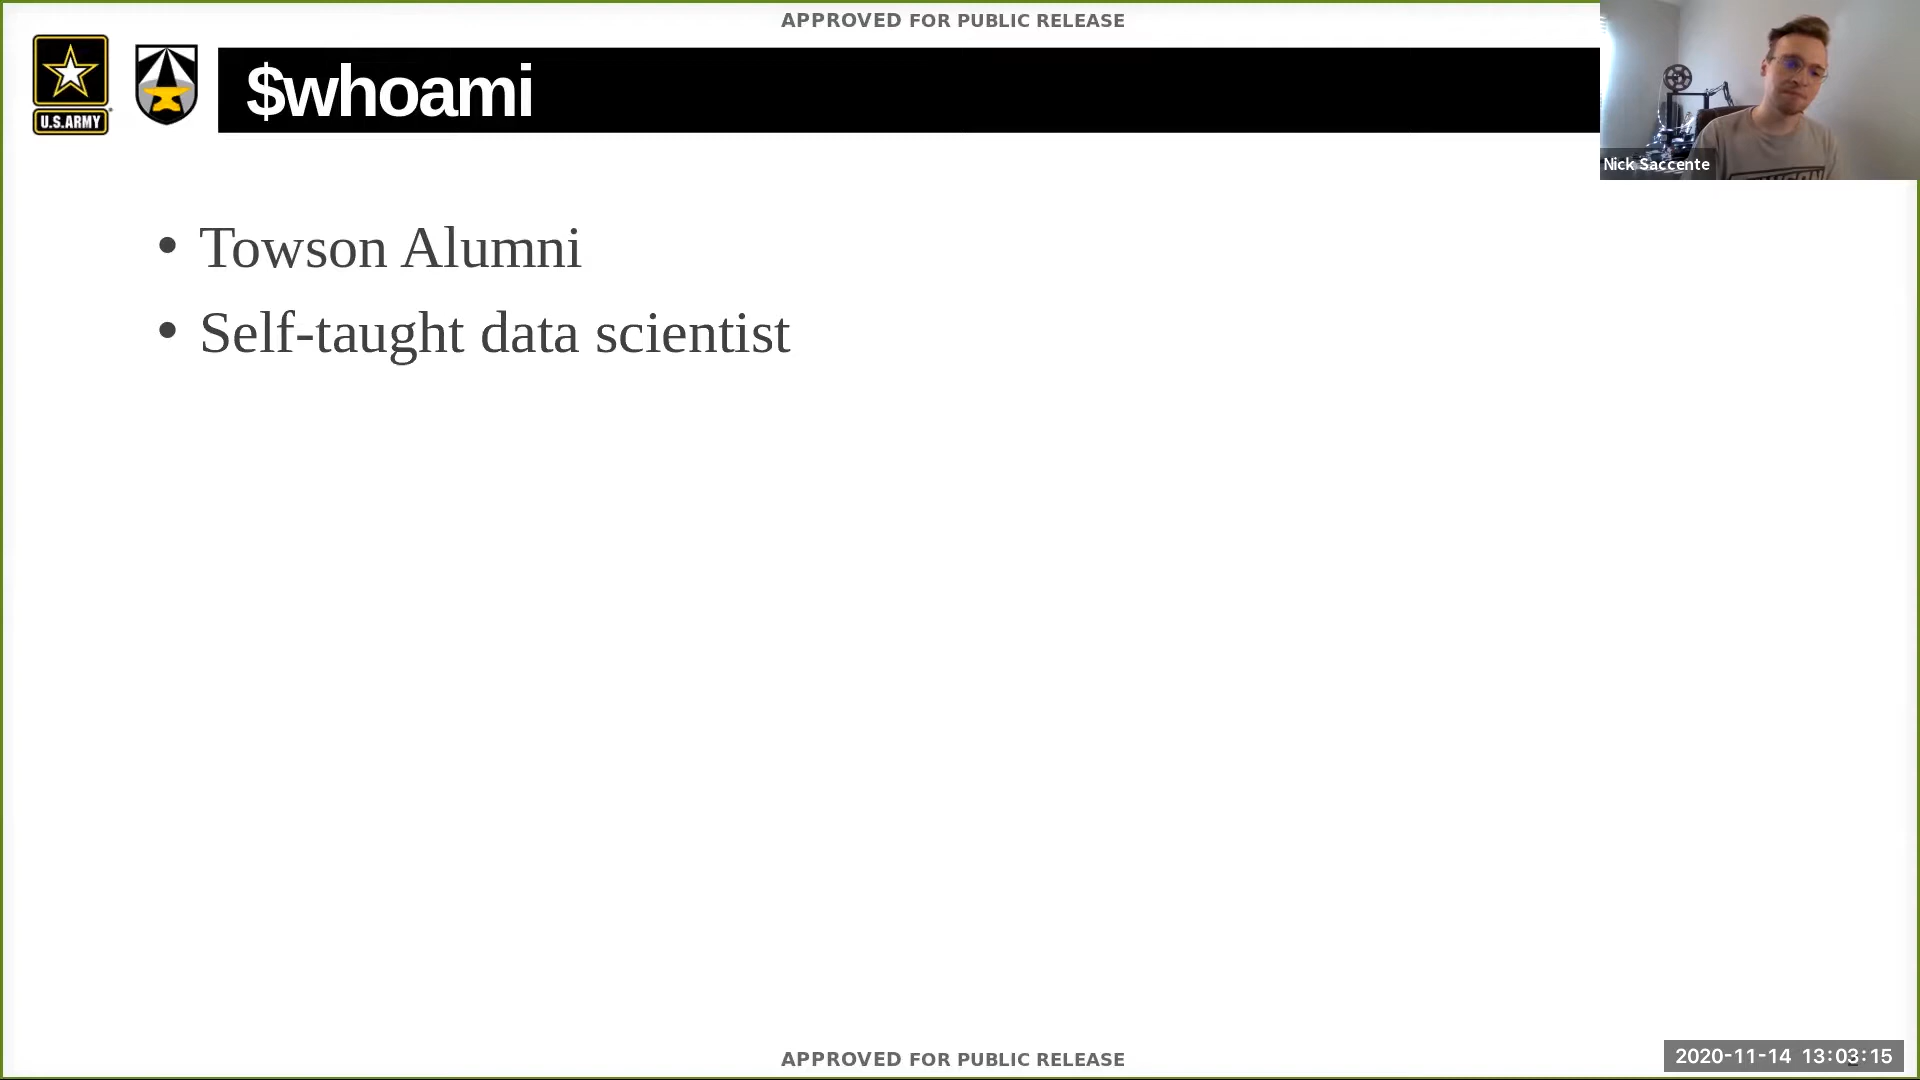 APPROVED FOR PUBLIC RELEASE
U.S.ARMY
$whoami
Nick Saccente
• Towson Alumni
• Self-taught data scientist
APPROVED FOR PUBLIC RELEASE
2020-11-14 13:03:15